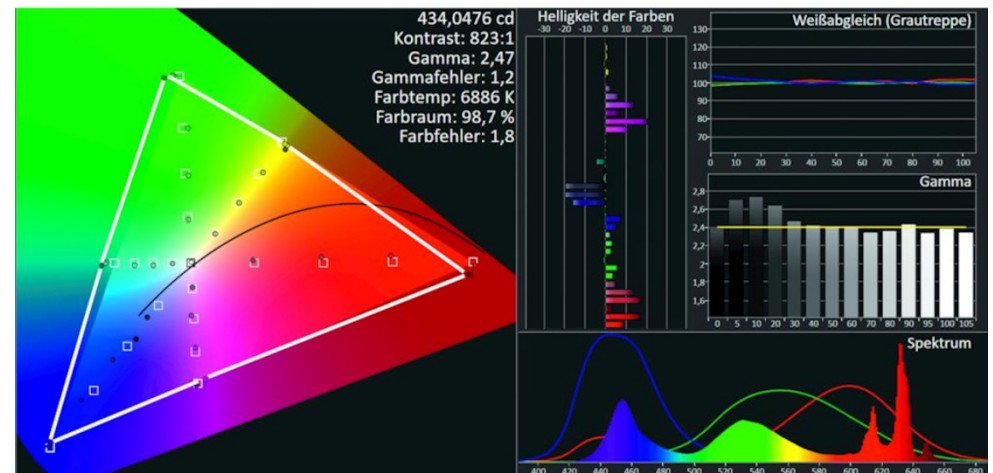 434,0476 cd
Kontrast: 823:1
Gamma: 2,47
Gammafehler: 1,2
Farbtemp: 6886 K
Farbraum: 98,7 %
Farbfehler: 1,8
Helligkeit der Farben
-30 -20 -10 0 10 20 30
Weißabgleich (Grautreppe)
130
120
110
100
90
80
70
0 10 20 30 40 50 60 70 80 90 100
Gamma
2,8
2,6
2,4
2,2
2
1,8
1,6
0 5 10 20 30 40 50 60 70 80 90 95 100 105
Spektrum
400 420 440 460 480 500 520 540 560 580 600 620 640 660 680